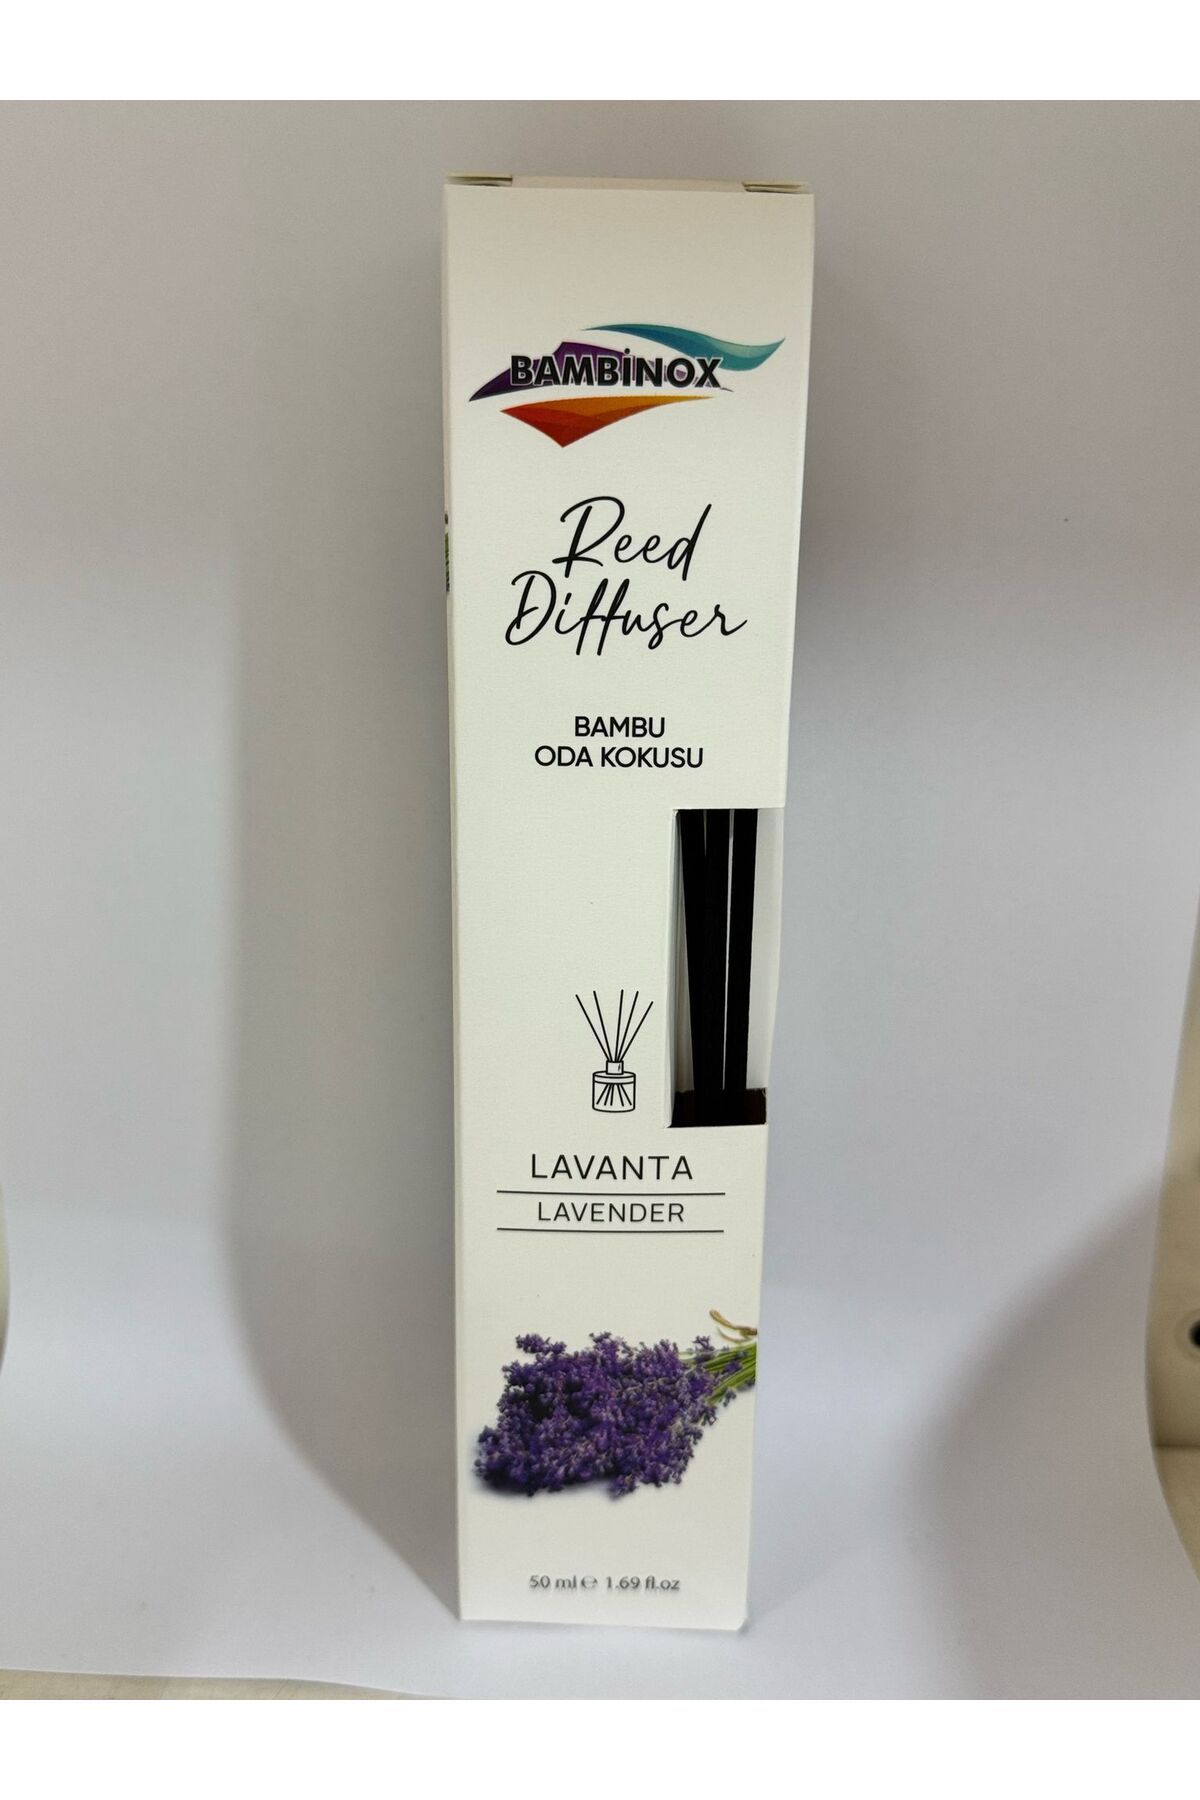 BAMBİNOX
Reed
Diffuser
BAMBU
ODA KOKUSU
LAVANTA
LAVENDER
50 ml ℮ 1.69 fl.oz